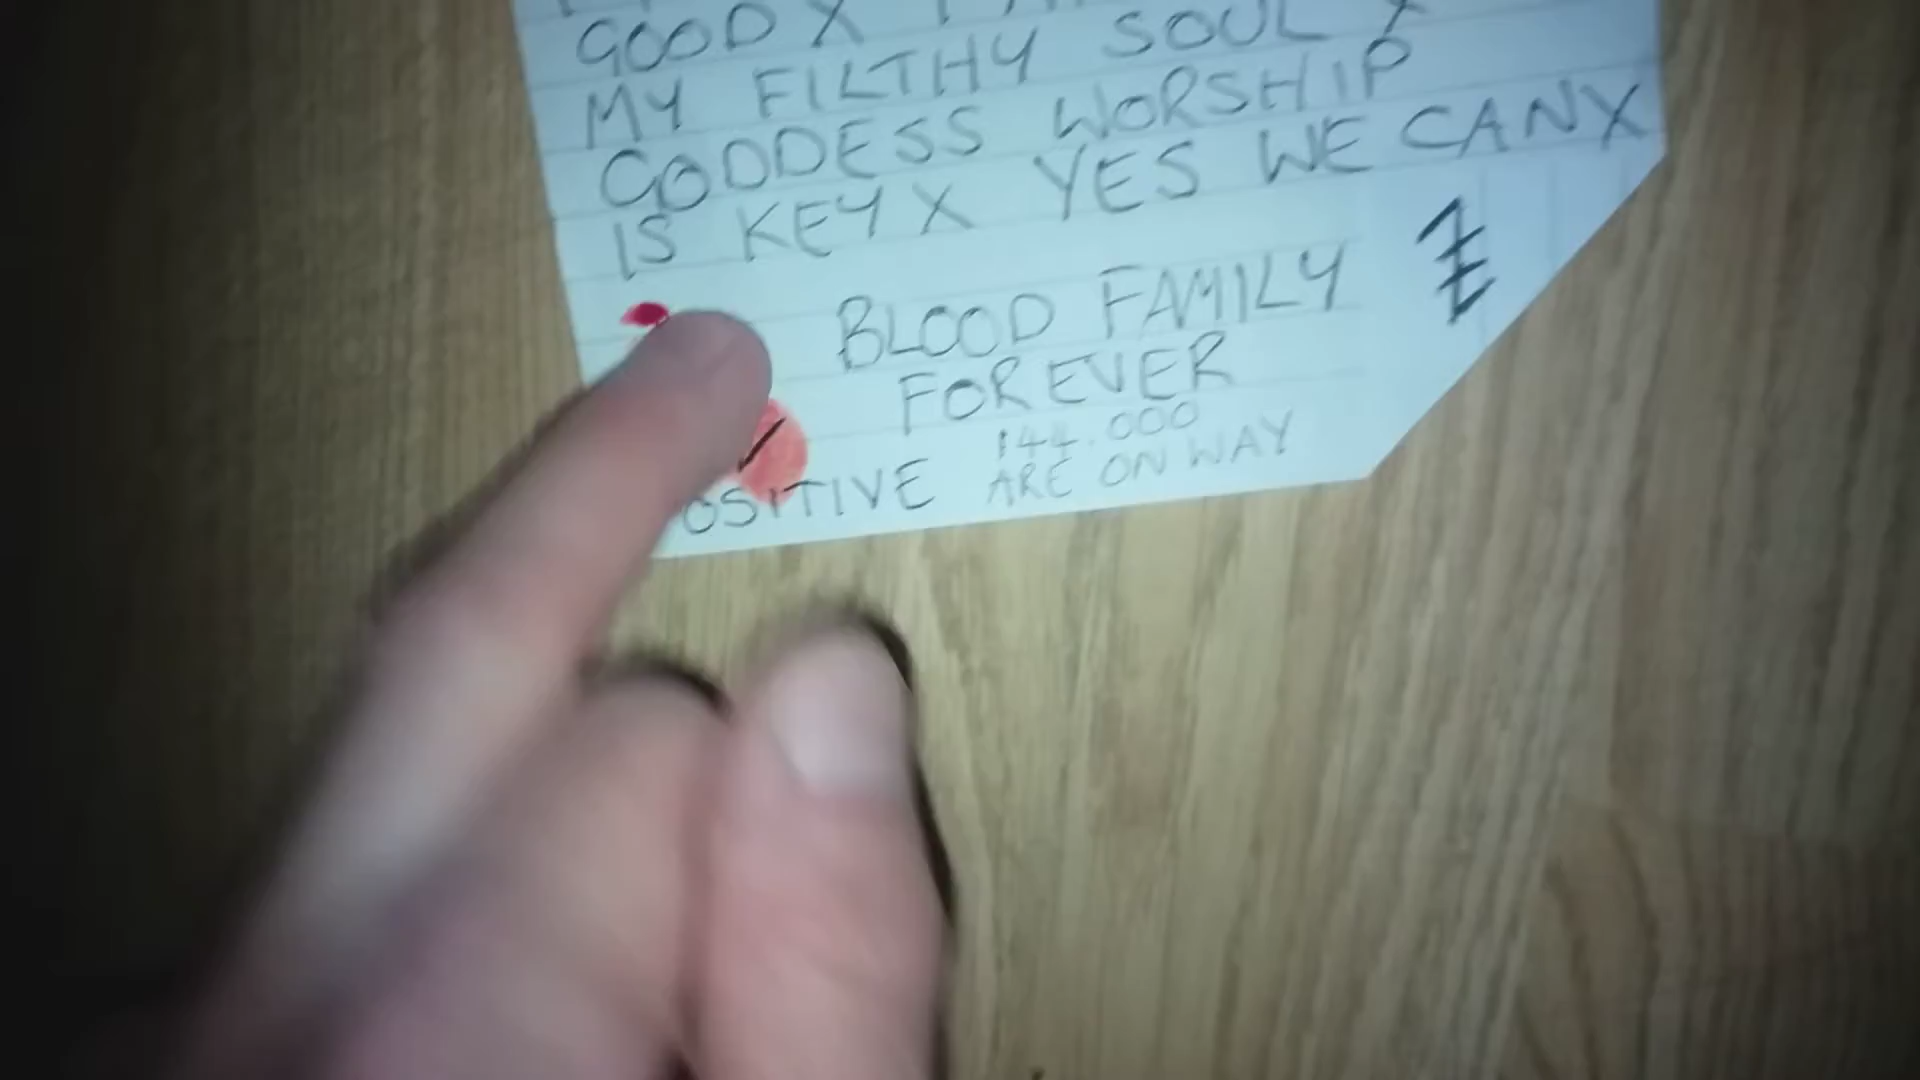 GOOD X
MY FILTHY SOUL X
GODDESS WORSHIP
IS KEY X YES WE CAN X
BLOOD FAMILY
FOREVER
144.000
OSITIVE ARE ON WAY